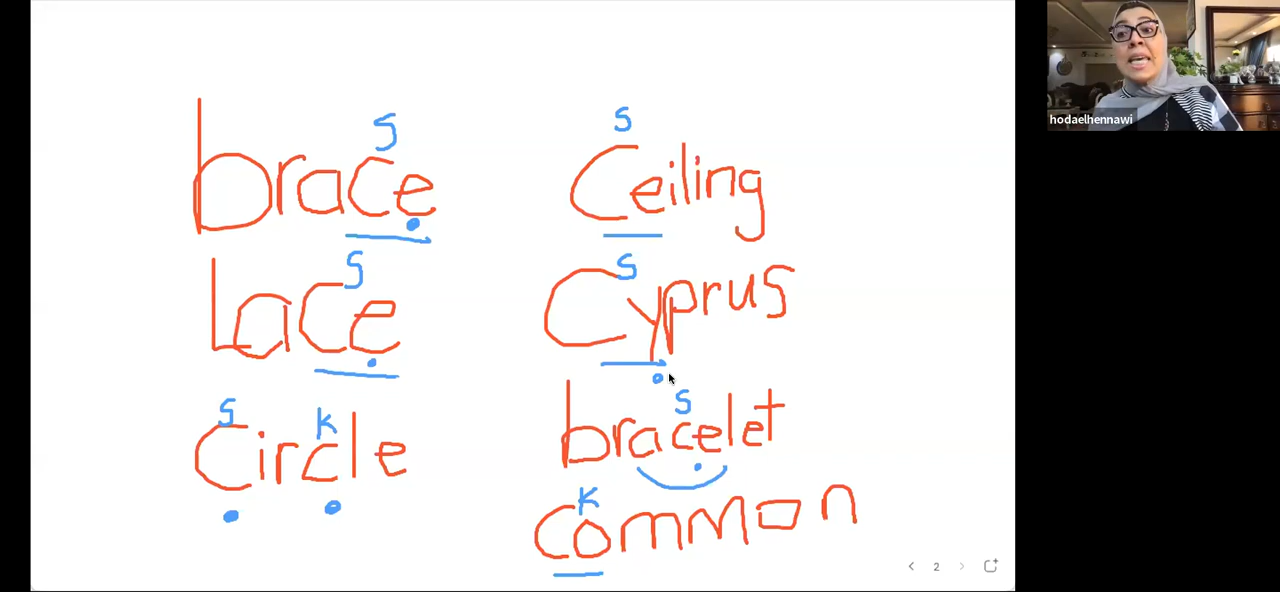 s
brace
s
lace
s k
Circle
s
Ceiling
s
Cyprus
s
bracelet
k
common
hodaelhennawi
2